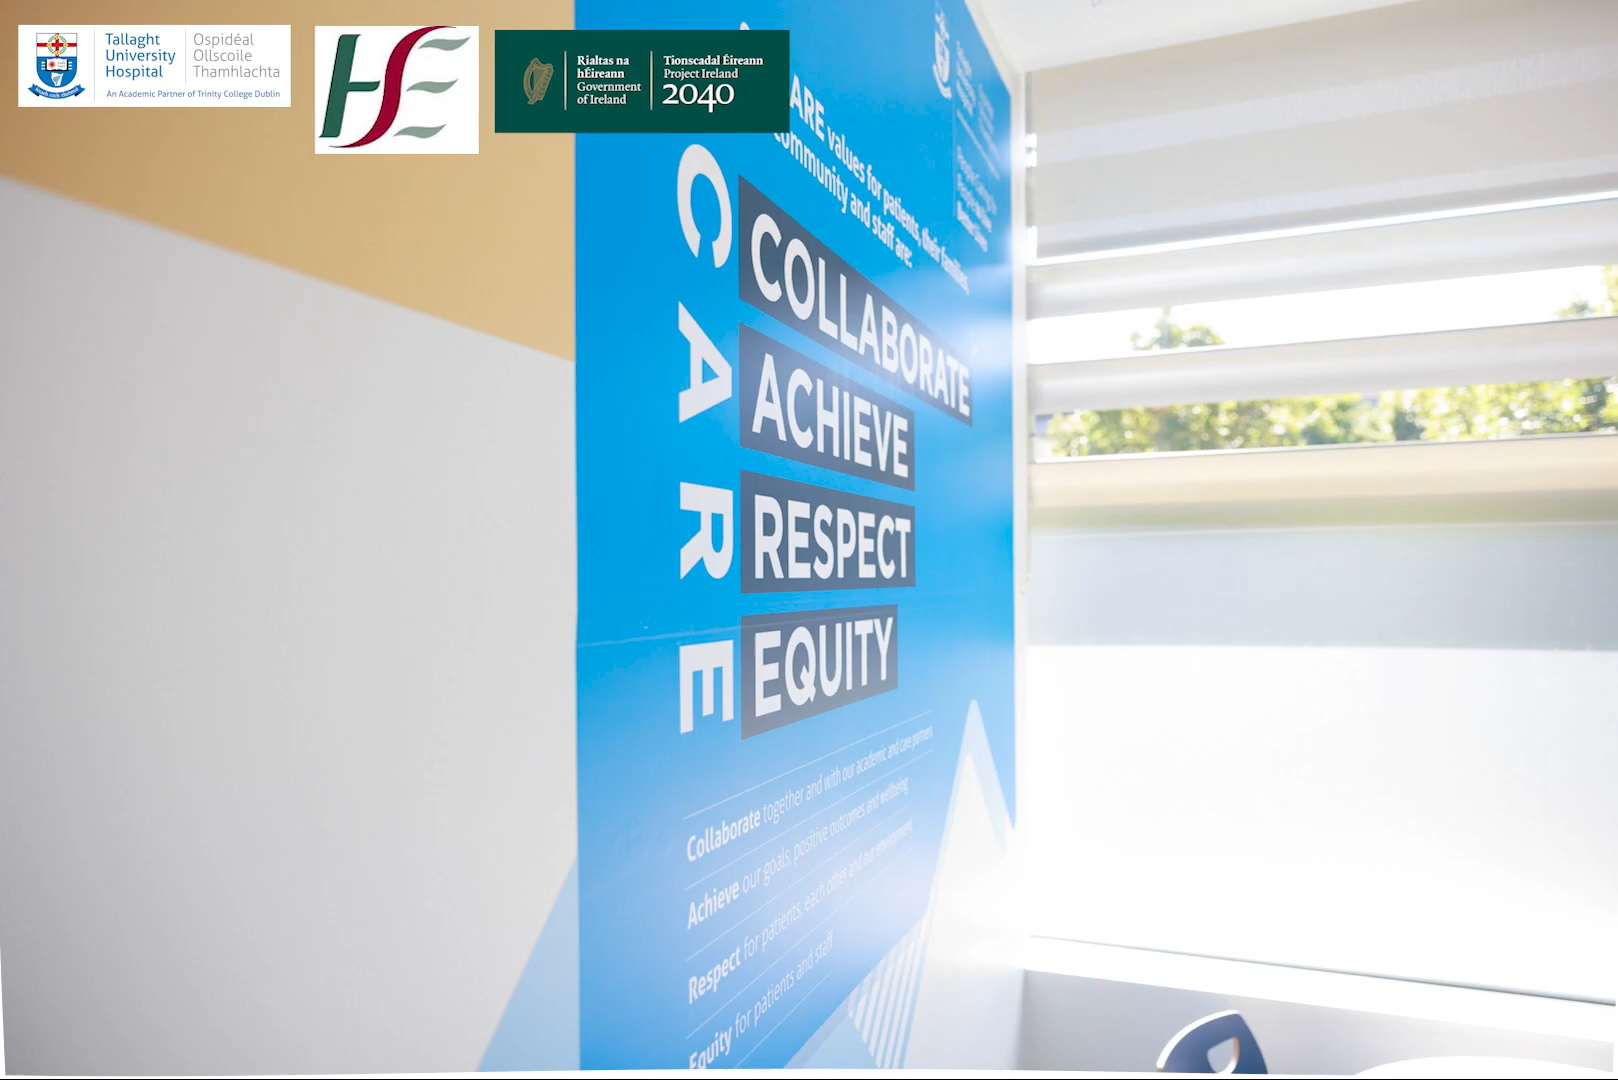 Tallaght
University
Hospital
Ospidéal
Ollscoile
Thamhlachta
An Academic Partner of Trinity College Dublin
HSE
Rialtas na
hÉireann
Government
of Ireland
Tionscadal Éireann
Project Ireland
2040
ARE values for patients, their families,
community and staff are:
CARE
COLLABORATE
ACHIEVE
RESPECT
EQUITY
Collaborate together and with our academic and care partners
Achieve our goals, positive outcomes and wellbeing
Respect for patients, each other and our environment
Equity for patients and staff